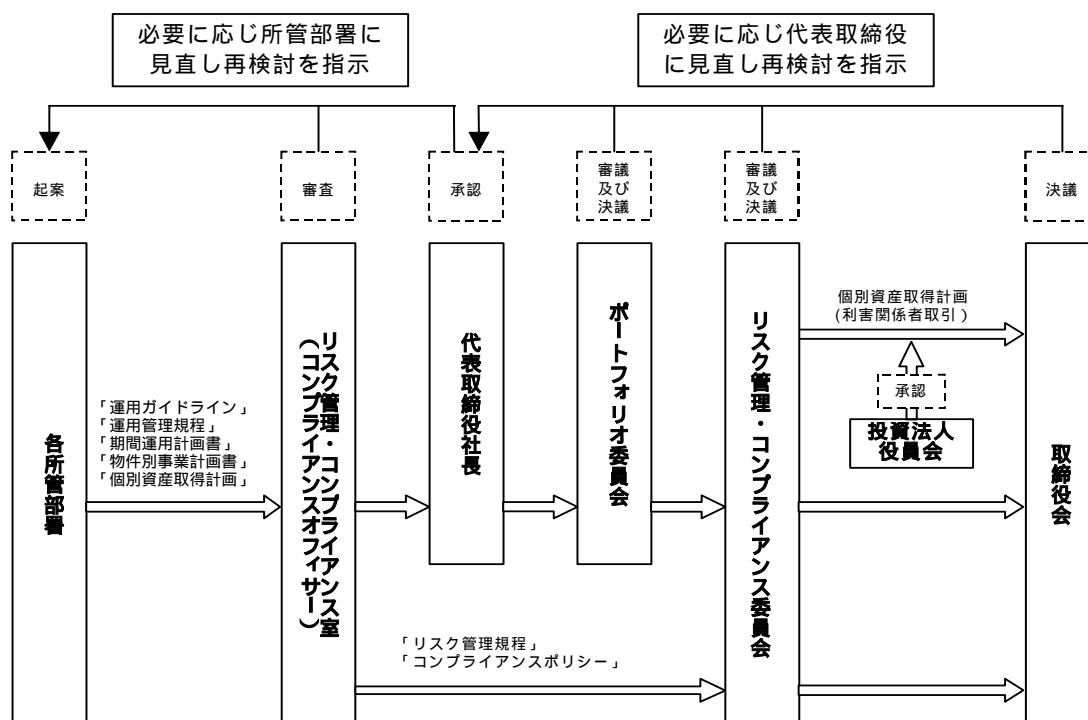 必要に応じ所管部署に
見直し再検討を指示
必要に応じ代表取締役
に見直し再検討を指示
起案
審査
承認
審議
及び
決議
審議
及び
決議
決議
各所管部署
「運用ガイドライン」
「運用管理規程」
「期間運用計画書」
「物件別事業計画書」
「個別資産取得計画」
リスク管理・コンプライアンス室
(コンプライアンスオフィサー)
代表取締役社長
ポートフォリオ委員会
リスク管理・コンプライアンス委員会
個別資産取得計画
(利害関係者取引)
承認
投資法人
役員会
取締役会
「リスク管理規程」
「コンプライアンスポリシー」